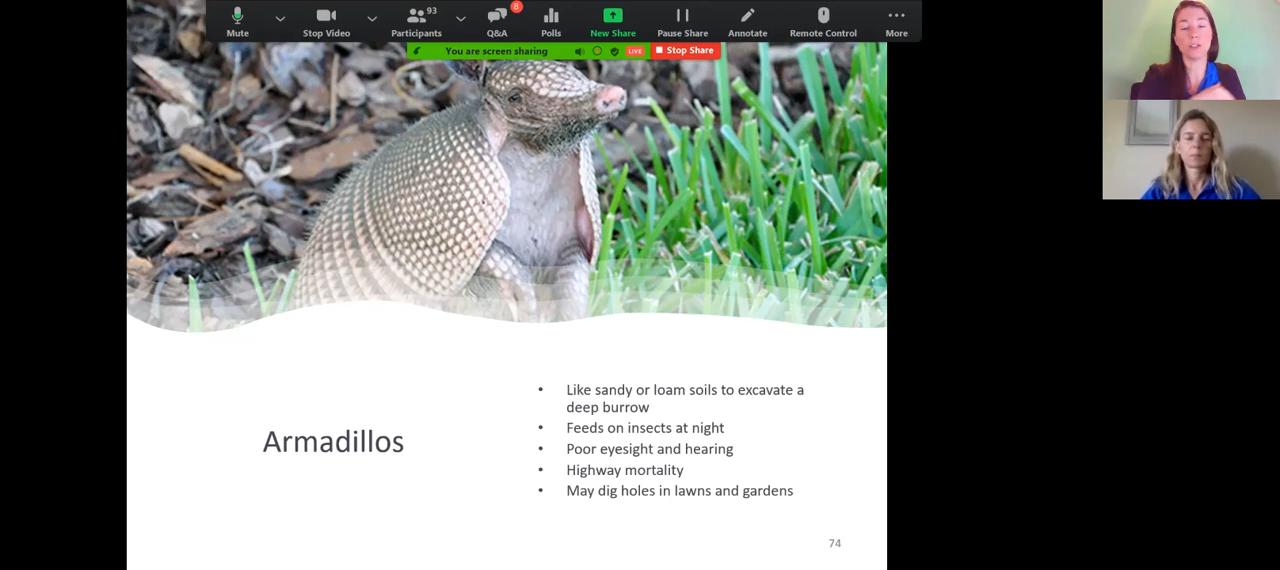 93
8
Mute
Stop Video
Participants
Q&A
Polls
New Share
Pause Share
Annotate
Remote Control
More
You are screen sharing
LIVE
Stop Share
Armadillos
• Like sandy or loam soils to excavate a
deep burrow
• Feeds on insects at night
• Poor eyesight and hearing
• Highway mortality
• May dig holes in lawns and gardens
74